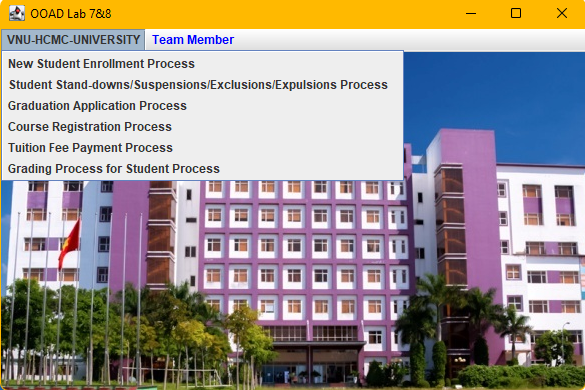 OOAD Lab 7&8
VNU-HCMC-UNIVERSITY Team Member
New Student Enrollment Process
Student Stand-downs/Suspensions/Exclusions/Expulsions Process
Graduation Application Process
Course Registration Process
Tuition Fee Payment Process
Grading Process for Student Process